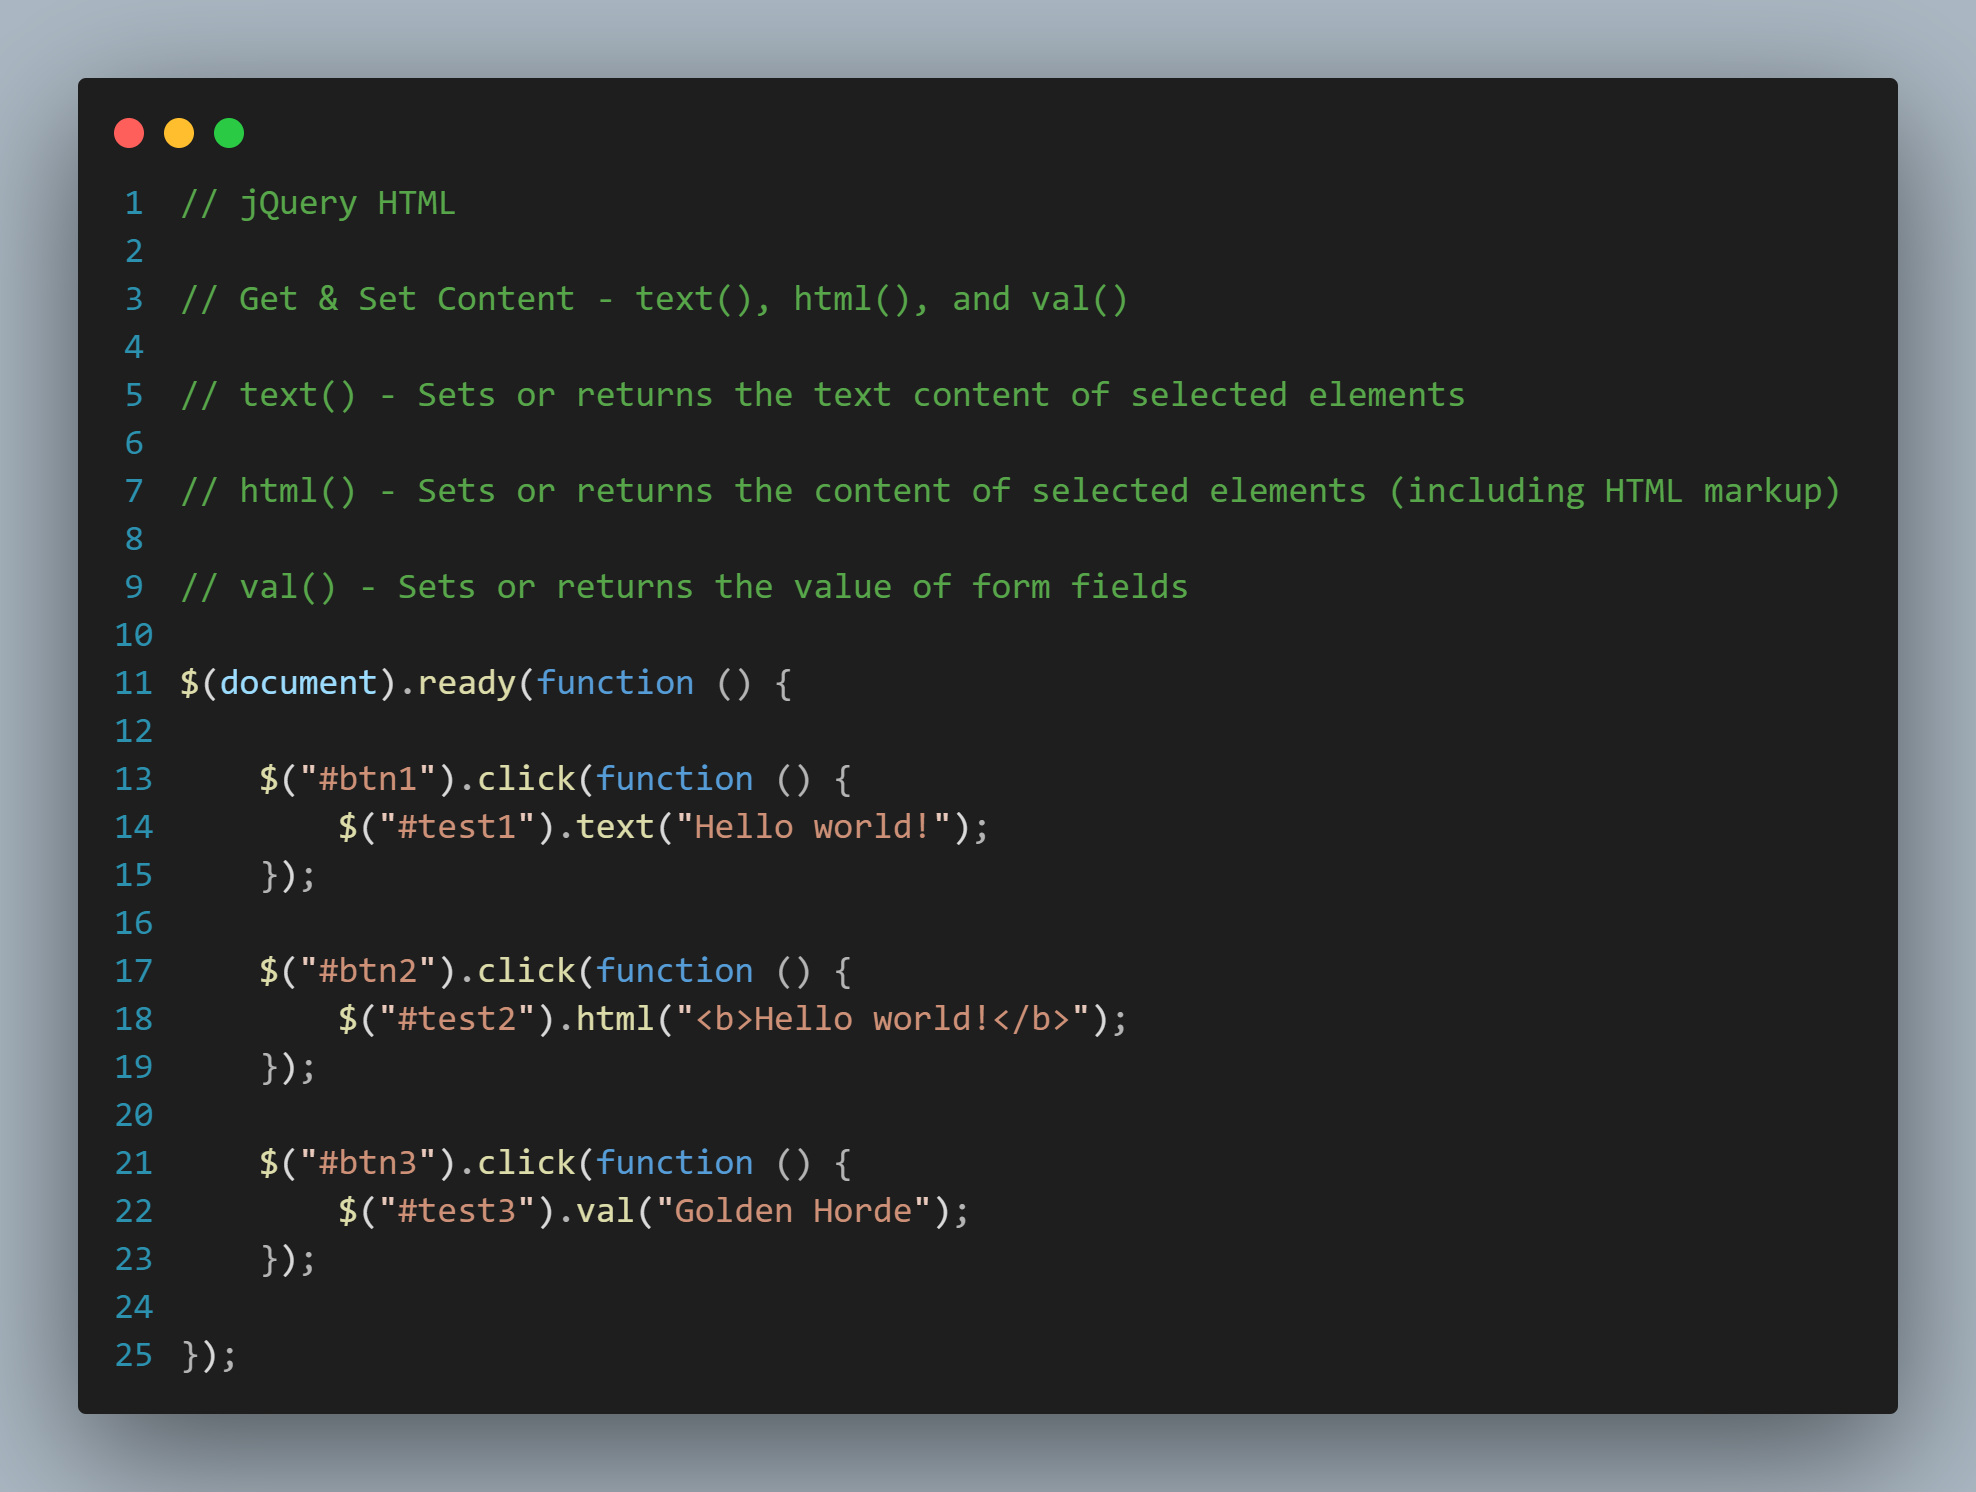 1 // jQuery HTML
2
3 // Get & Set Content - text(), html(), and val()
4
5 // text() - Sets or returns the text content of selected elements
6
7 // html() - Sets or returns the content of selected elements (including HTML markup)
8
9 // val() - Sets or returns the value of form fields
10
11 $(document).ready(function () {
12
13     $("#btn1").click(function () {
14         $("#test1").text("Hello world!");
15     });
16
17     $("#btn2").click(function () {
18         $("#test2").html("<b>Hello world!</b>");
19     });
20
21     $("#btn3").click(function () {
22         $("#test3").val("Golden Horde");
23     });
24
25 });